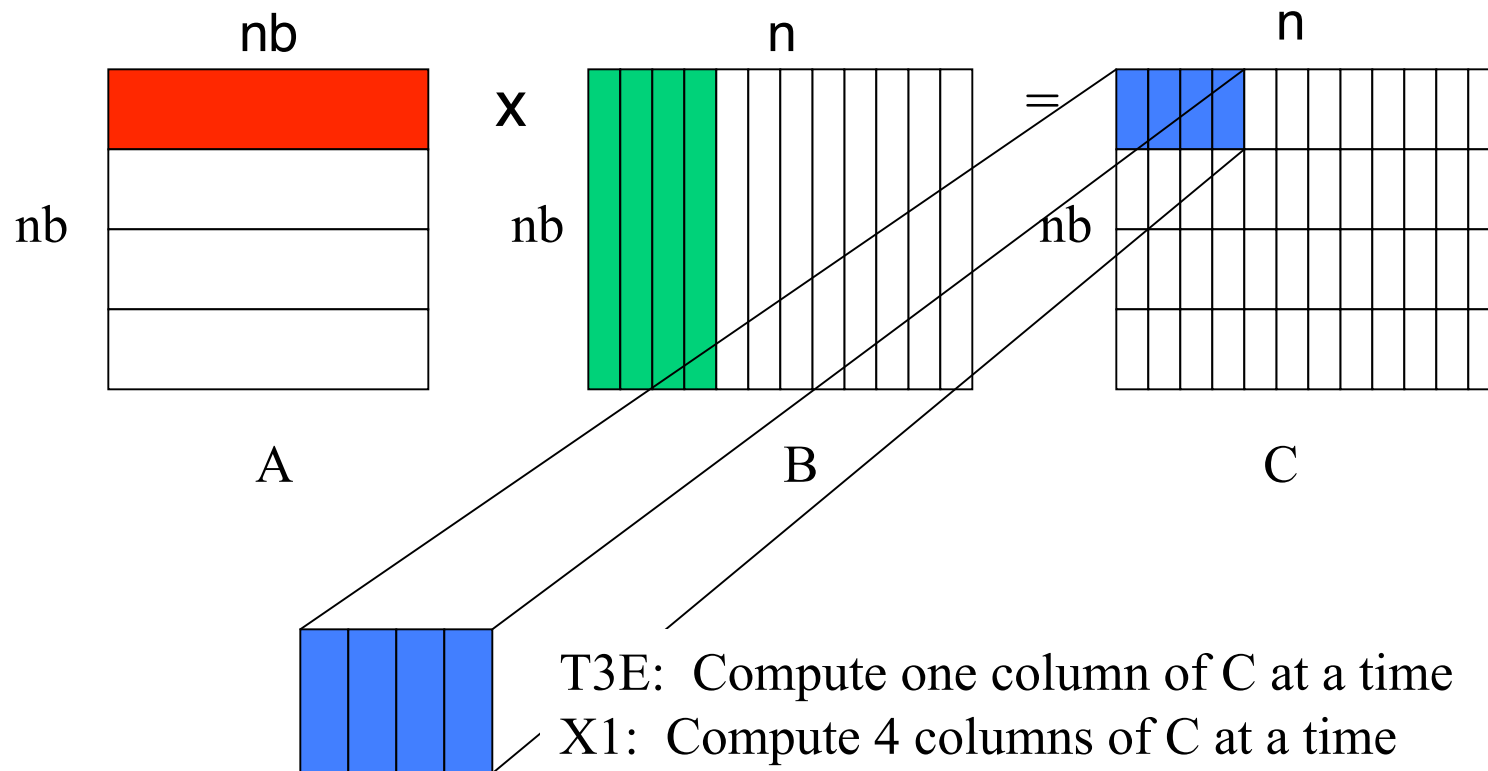 nb
n
n
x
=
nb
nb
nb
A
B
C
T3E: Compute one column of C at a time
X1: Compute 4 columns of C at a time